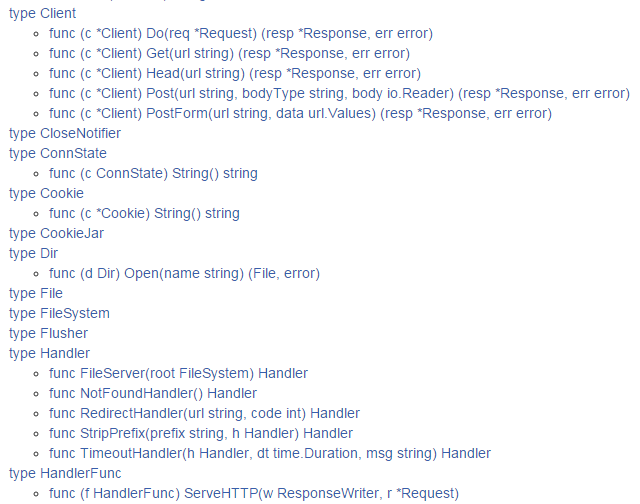 type Client
func (c *Client) Do(req *Request) (resp *Response, err error)
func (c *Client) Get(url string) (resp *Response, err error)
func (c *Client) Head(url string) (resp *Response, err error)
func (c *Client) Post(url string, bodyType string, body io.Reader) (resp *Response, err error)
func (c *Client) PostForm(url string, data url.Values) (resp *Response, err error)
type CloseNotifier
type ConnState
func (c ConnState) String() string
type Cookie
func (c *Cookie) String() string
type CookieJar
type Dir
func (d Dir) Open(name string) (File, error)
type File
type FileSystem
type Flusher
type Handler
func FileServer(root FileSystem) Handler
func NotFoundHandler() Handler
func RedirectHandler(url string, code int) Handler
func StripPrefix(prefix string, h Handler) Handler
func TimeoutHandler(h Handler, dt time.Duration, msg string) Handler
type HandlerFunc
func (f HandlerFunc) ServeHTTP(w ResponseWriter, r *Request)